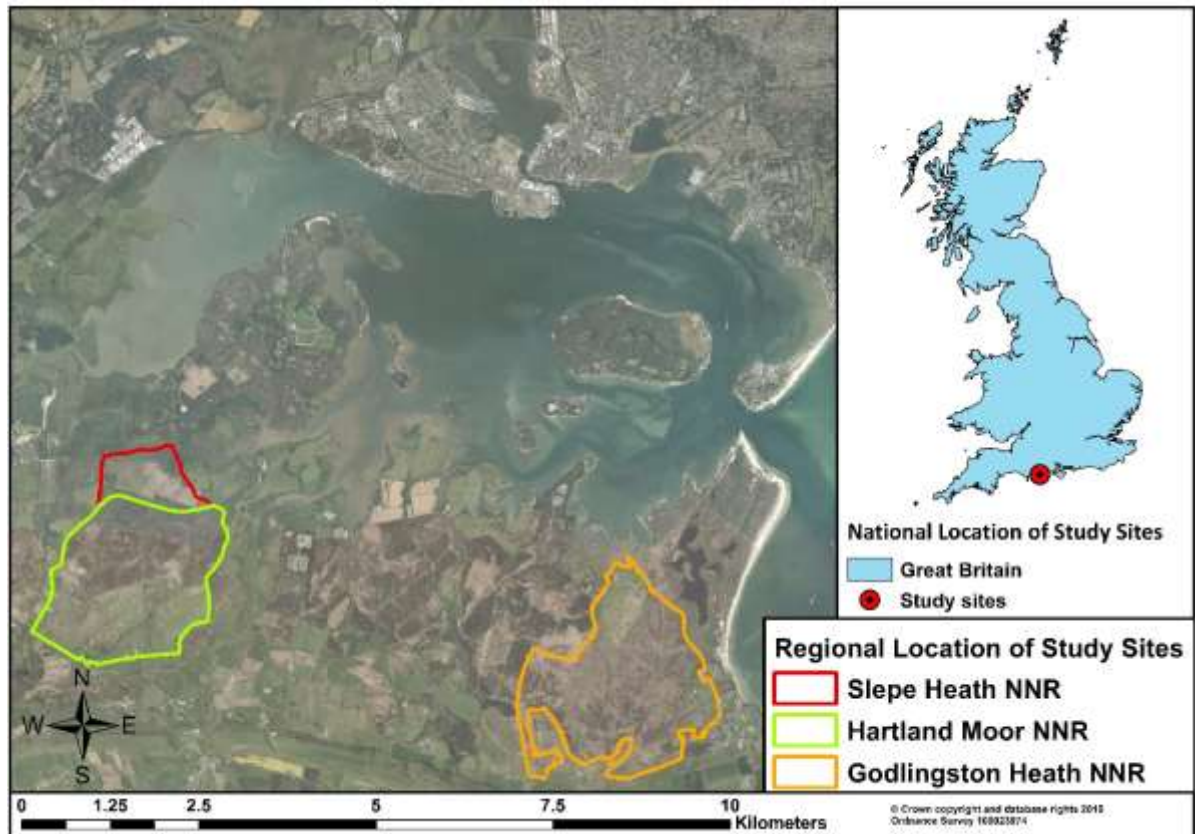 National Location of Study Sites
Great Britain
Study sites
Regional Location of Study Sites
Slepe Heath NNR
Hartland Moor NNR
Godlingston Heath NNR
N
W E
S
0 1.25 2.5 5 7.5 10
Kilometers
© Crown copyright and database rights
Ordnance Survey